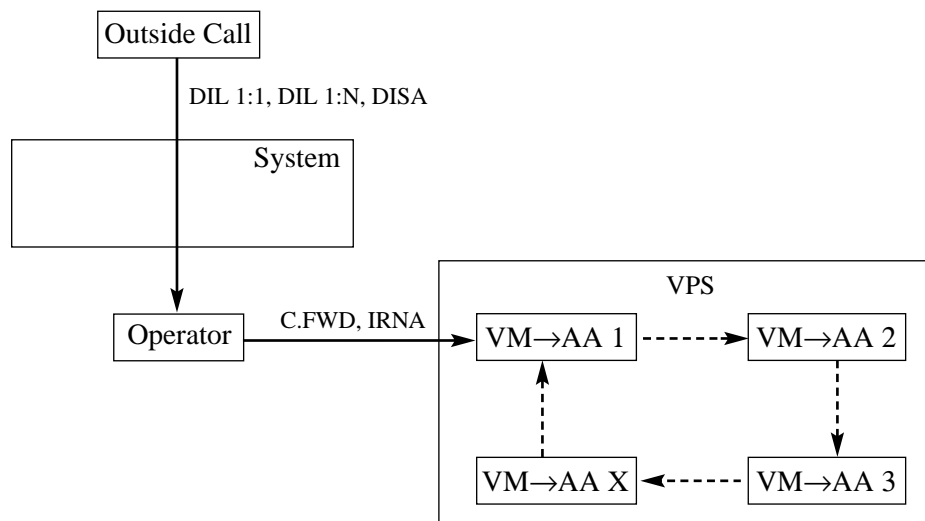 Outside Call
DIL 1:1, DIL 1:N, DISA
System
VPS
Operator
C.FWD, IRNA
VM→AA 1
VM→AA 2
VM→AA X
VM→AA 3